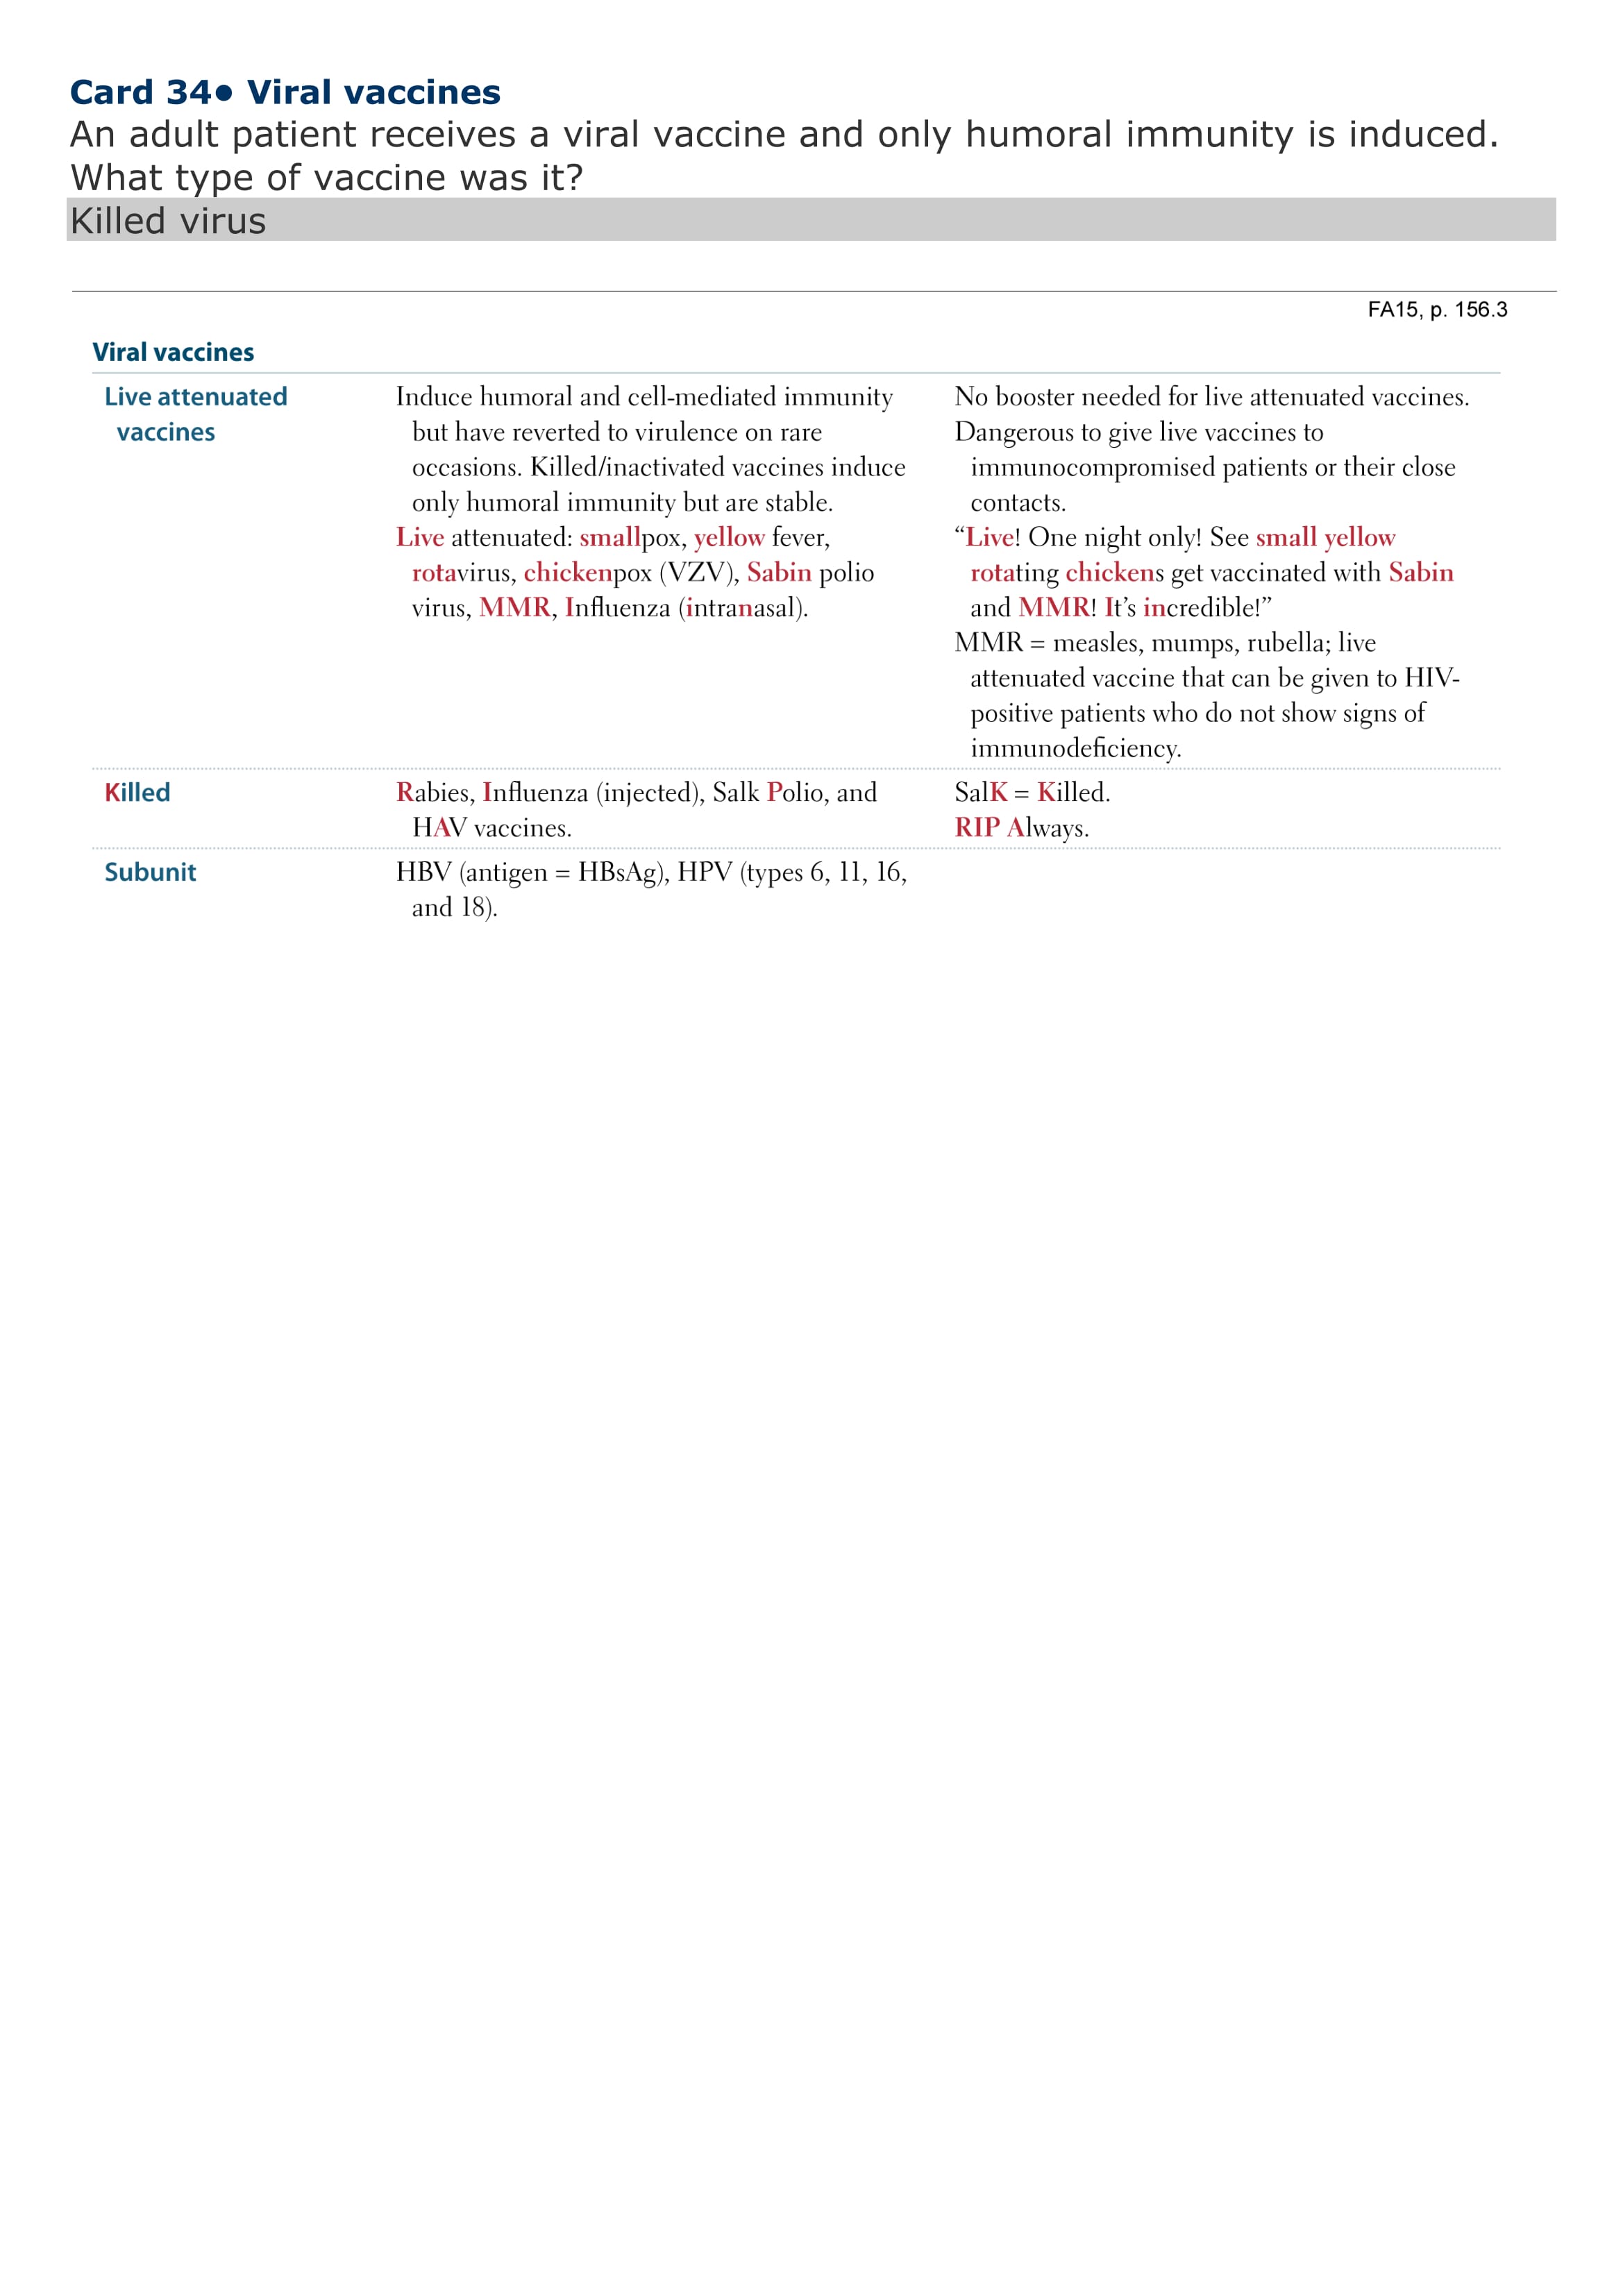 Card 34• Viral vaccines
An adult patient receives a viral vaccine and only humoral immunity is induced.
What type of vaccine was it?
Killed virus
FA15, p. 156.3
Viral vaccines
Live attenuated
vaccines
Induce humoral and cell-mediated immunity
but have reverted to virulence on rare
occasions. Killed/inactivated vaccines induce
only humoral immunity but are stable.
Live attenuated: smallpox, yellow fever,
rotavirus, chickenpox (VZV), Sabin polio
virus, MMR, Influenza (intranasal).
No booster needed for live attenuated vaccines.
Dangerous to give live vaccines to
immunocompromised patients or their close
contacts.
“Live! One night only! See small yellow
rotating chickens get vaccinated with Sabin
and MMR! It’s incredible!”
MMR = measles, mumps, rubella; live
attenuated vaccine that can be given to HIV-
positive patients who do not show signs of
immunodeficiency.
Killed
Rabies, Influenza (injected), Salk Polio, and
HAV vaccines.
SalK = Killed.
RIP Always.
Subunit
HBV (antigen = HBsAg), HPV (types 6, 11, 16,
and 18).